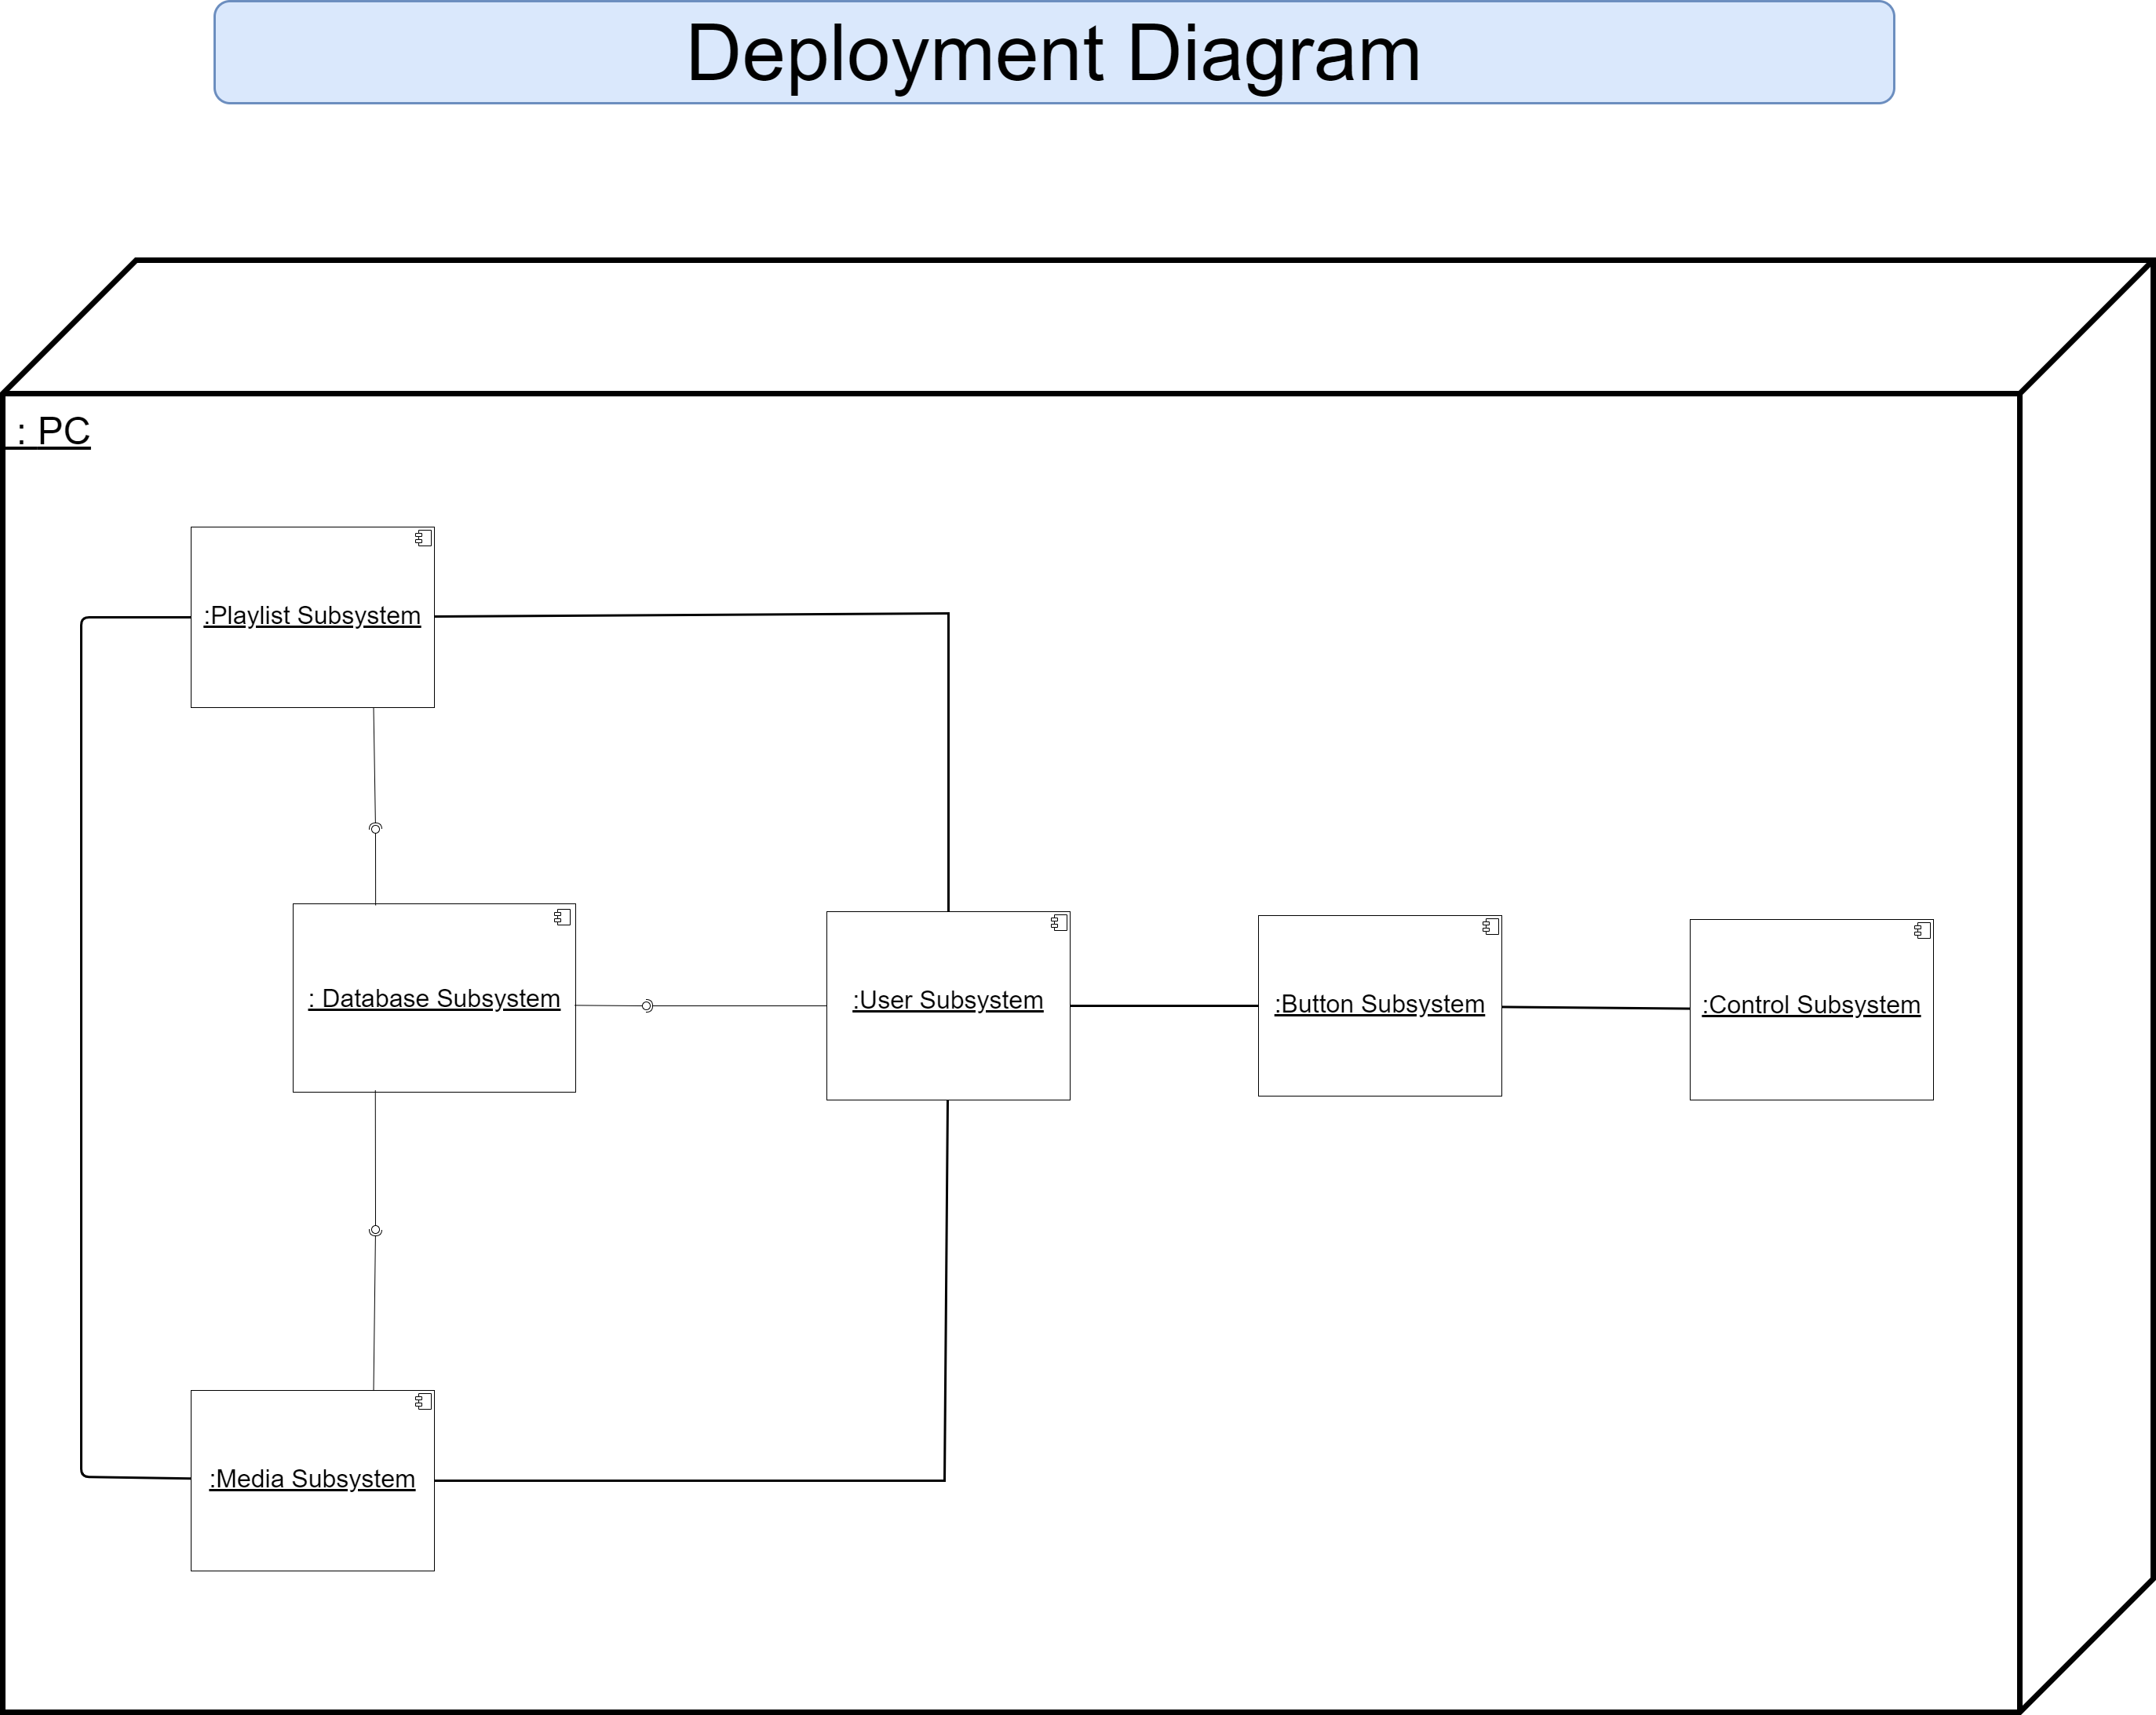 Deployment Diagram
: PC
:Playlist Subsystem
: Database Subsystem
:User Subsystem
:Button Subsystem
:Control Subsystem
:Media Subsystem